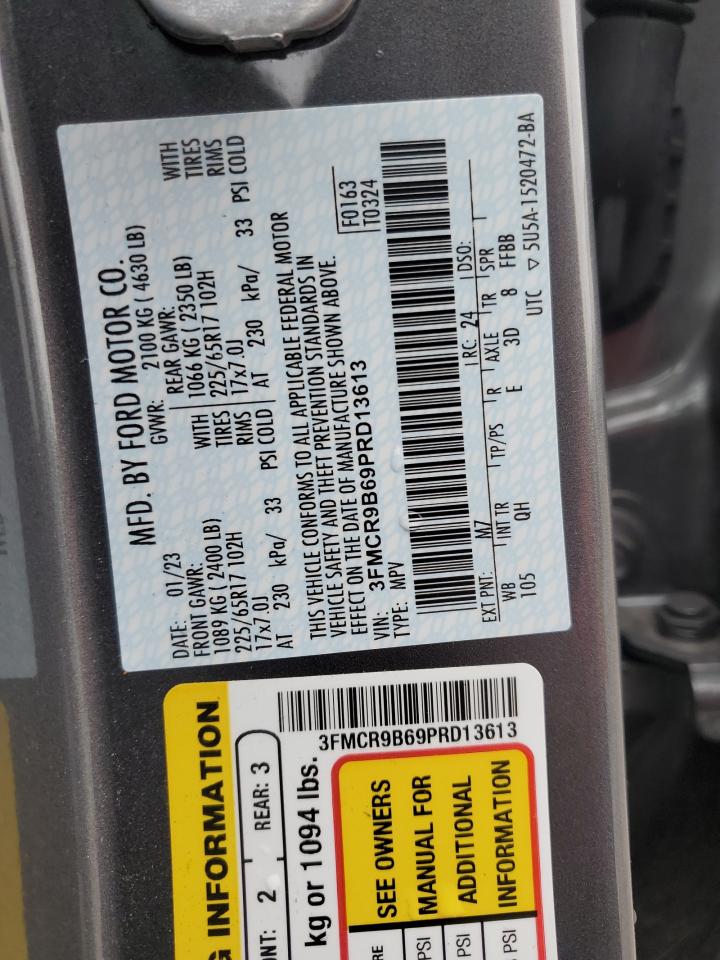 MFD. BY FORD MOTOR CO.
DATE: 01/23 GVWR: 2100 KG ( 4630 LB)
FRONT GAWR: REAR GAWR:
1089 KG ( 2400 LB) WITH 1066 KG ( 2350 LB) WITH
225/65R17 102H TIRES 225/65R17 102H TIRES
17x7.0J RIMS 17x7.0J RIMS
AT 230 kPa/ 33 PSI COLD AT 230 kPa/ 33 PSI COLD
THIS VEHICLE CONFORMS TO ALL APPLICABLE FEDERAL MOTOR
VEHICLE SAFETY AND THEFT PREVENTION STANDARDS IN
EFFECT ON THE DATE OF MANUFACTURE SHOWN ABOVE.
VIN: 3FMCR9B69PRD13613 F0163
TYPE: MPV T0324
EXT PNT: M7 RC: 24 DSO:
WB INT TR TP/PS R AXLE TR SPR
105 QH E 3D 8 FFBB
UTC ▽ 5U5A-1520472-BA
G INFORMATION
NT: 2 REAR: 3
kg or 1094 lbs.
3FMCR9B69PRD13613
SEE OWNERS
MANUAL FOR
ADDITIONAL
INFORMATION
RE
PSI
PSI
PSI